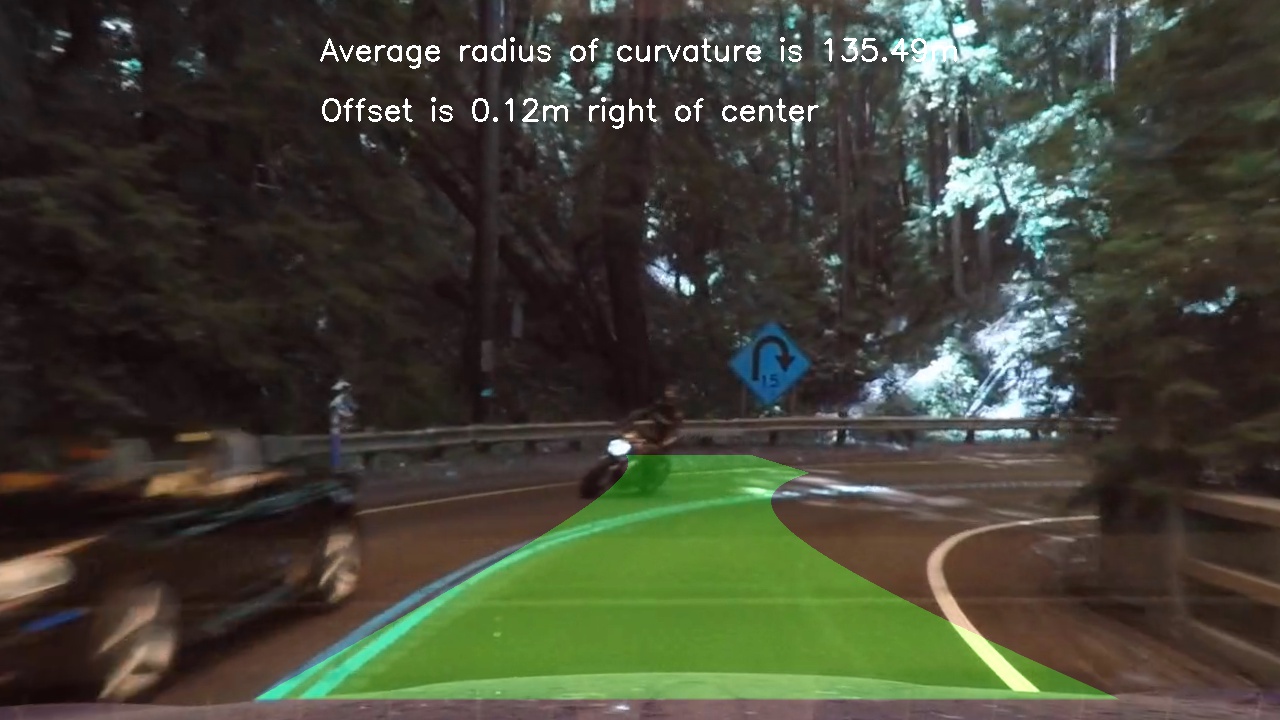 Average radius of curvature is 135.49m
Offset is 0.12m right of center
15